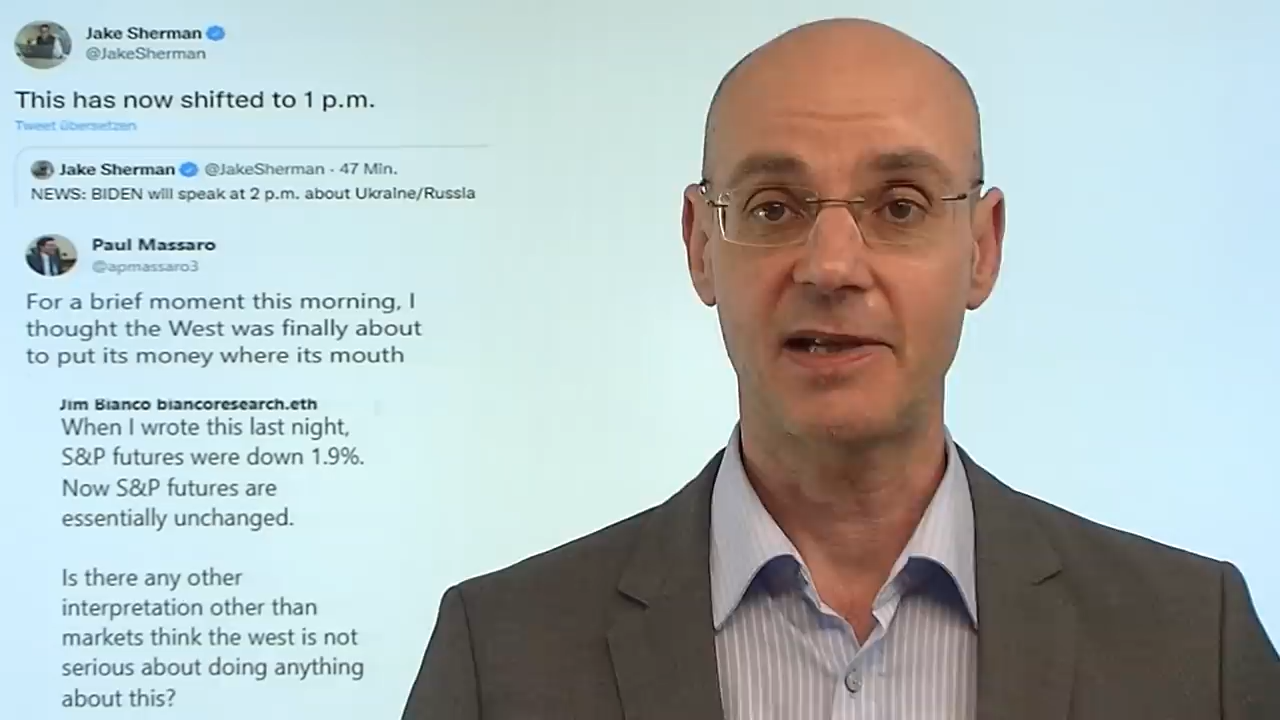 Jake Sherman
@JakeSherman
This has now shifted to 1 p.m.
Tweet übersetzen
Jake Sherman @JakeSherman · 47 Min.
NEWS: BIDEN will speak at 2 p.m. about Ukraine/Russia
Paul Massaro
@apmassaro3
For a brief moment this morning, I
thought the West was finally about
to put its money where its mouth
Jim Bianco biancoresearch.eth
When I wrote this last night,
S&P futures were down 1.9%.
Now S&P futures are
essentially unchanged.
Is there any other
interpretation other than
markets think the west is not
serious about doing anything
about this?